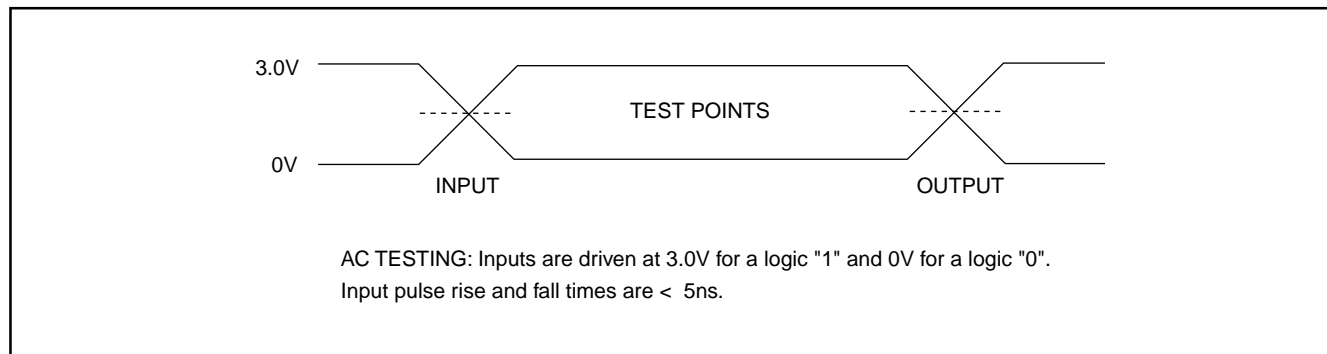 3.0V
TEST POINTS
0V
INPUT
OUTPUT
AC TESTING: Inputs are driven at 3.0V for a logic "1" and 0V for a logic "0".
Input pulse rise and fall times are < 5ns.